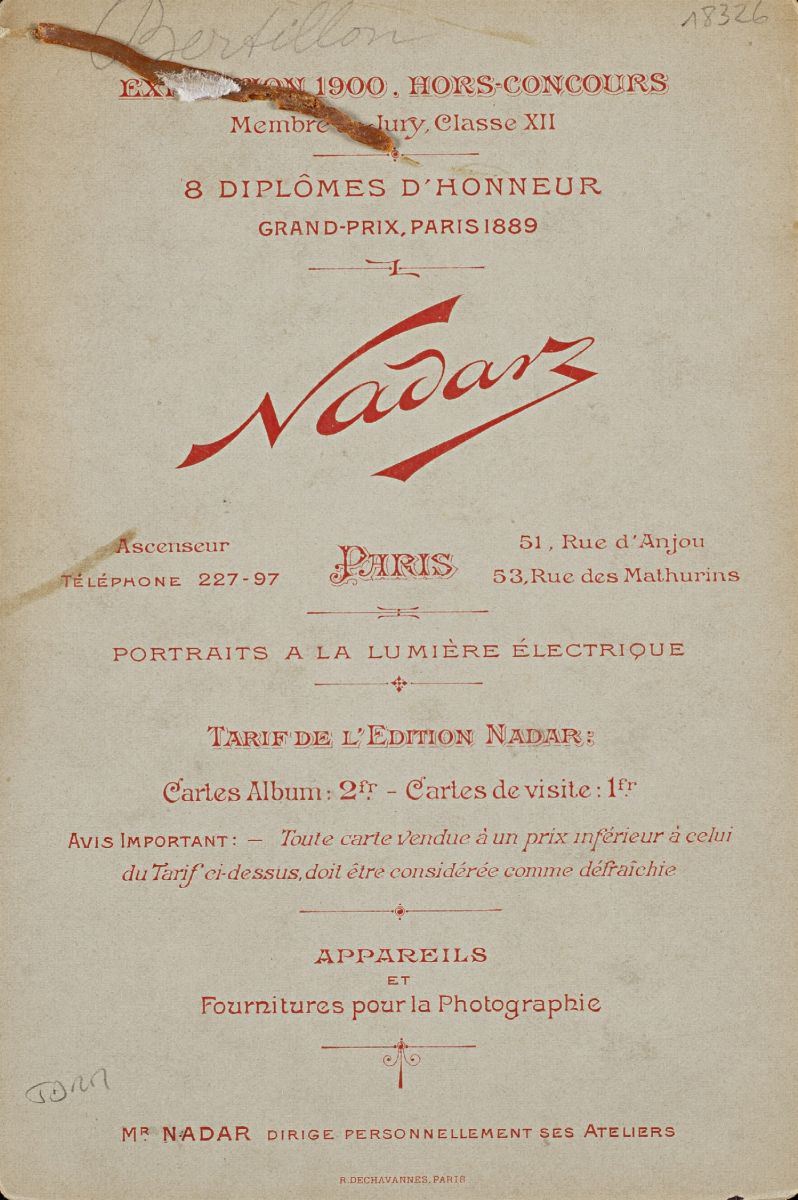 Bertillon
18326
EXPOSITION 1900. HORS-CONCOURS
Membre du Jury, Classe XII
8 DIPLÔMES D'HONNEUR
GRAND-PRIX, PARIS 1889
Nadar
Ascenseur
TÉLÉPHONE 227-97
PARIS
51, Rue d'Anjou
53, Rue des Mathurins
PORTRAITS A LA LUMIÈRE ÉLECTRIQUE
TARIF DE L'EDITION NADAR:
Cartes Album: 2fr. - Cartes de visite: 1fr.
AVIS IMPORTANT: — Toute carte vendue à un prix inférieur à celui
du Tarif ci-dessus, doit être considérée comme défraîchie
APPAREILS
ET
Fournitures pour la Photographie
MR NADAR DIRIGE PERSONNELLEMENT SES ATELIERS
R. DECHAVANNES, PARIS